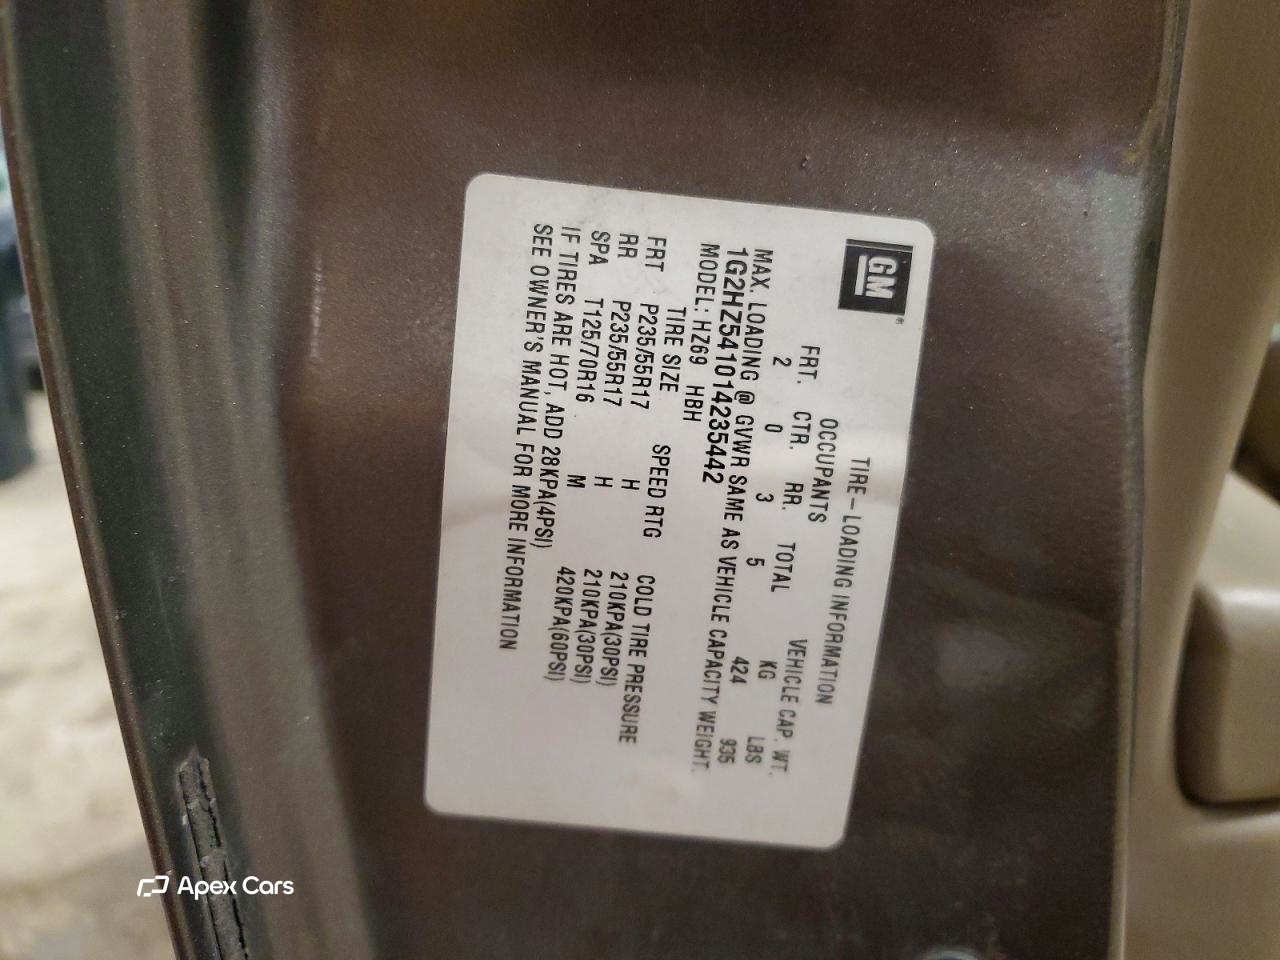 GM
TIRE-LOADING INFORMATION
OCCUPANTS VEHICLE CAP. WT.
FRT. CTR. RR. TOTAL KG LBS
2 0 3 5 424 935
MAX. LOADING @ GVWR SAME AS VEHICLE CAPACITY WEIGHT.
1G2HZ541014235442
MODEL: HZ69 HBH
TIRE SIZE SPEED RTG COLD TIRE PRESSURE
FRT P235/55R17 H 210KPA(30PSI)
RR P235/55R17 H 210KPA(30PSI)
SPA T125/70R16 M 420KPA(60PSI)
IF TIRES ARE HOT, ADD 28KPA(4PSI)
SEE OWNER'S MANUAL FOR MORE INFORMATION
Apex Cars